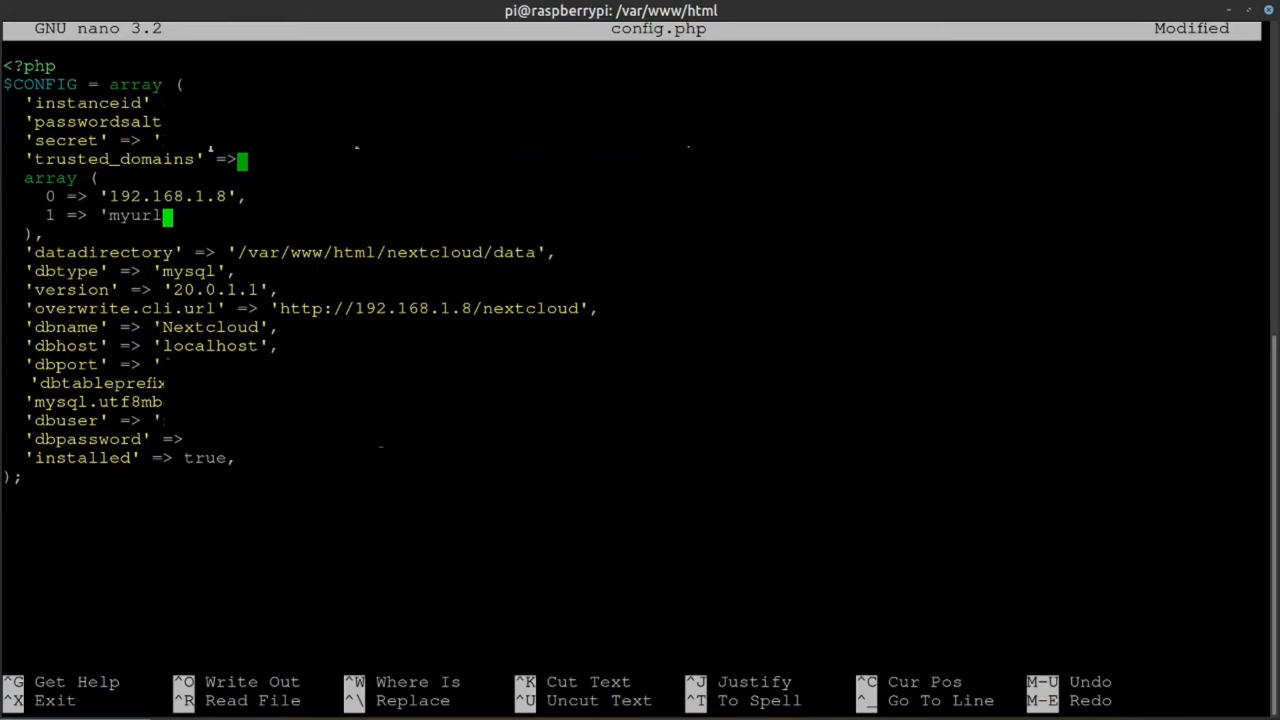 pi@raspberrypi: /var/www/html
GNU nano 3.2 config.php Modified
<?php
$CONFIG = array (
'instanceid'
'passwordsalt
'secret' => '
'trusted_domains' =>
array (
0 => '192.168.1.8',
1 => 'myurl
),
'datadirectory' => '/var/www/html/nextcloud/data',
'dbtype' => 'mysql',
'version' => '20.0.1.1',
'overwrite.cli.url' => 'http://192.168.1.8/nextcloud',
'dbname' => 'Nextcloud',
'dbhost' => 'localhost',
'dbport' => '
'dbtableprefix
'mysql.utf8mb
'dbuser' => '
'dbpassword' =>
'installed' => true,
);
^G Get Help ^O Write Out ^W Where Is ^K Cut Text ^J Justify ^C Cur Pos M-U Undo
^X Exit ^R Read File ^\ Replace ^U Uncut Text ^T To Spell ^_ Go To Line M-E Redo